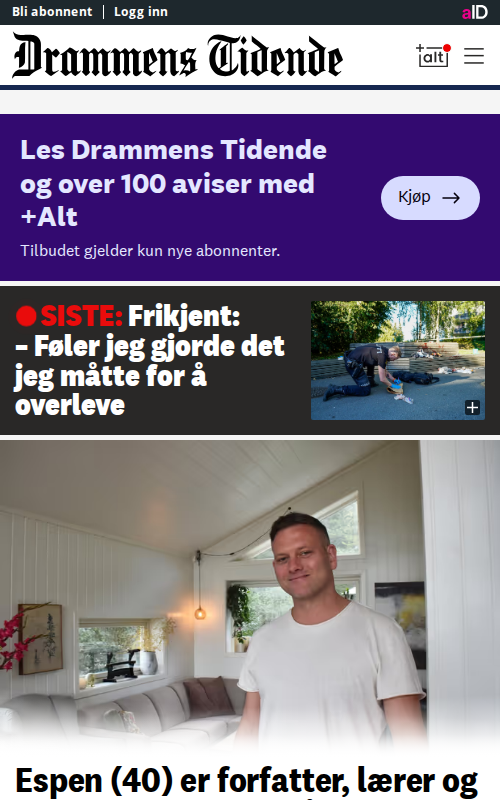 Bli abonnent | Logg inn
aID
Drammens Tidende
+alt
Les Drammens Tidende
og over 100 aviser med
+Alt
Tilbudet gjelder kun nye abonnenter.
Kjøp →
SISTE: Frikjent:
– Føler jeg gjorde det
jeg måtte for å
overleve
Espen (40) er forfatter, lærer og